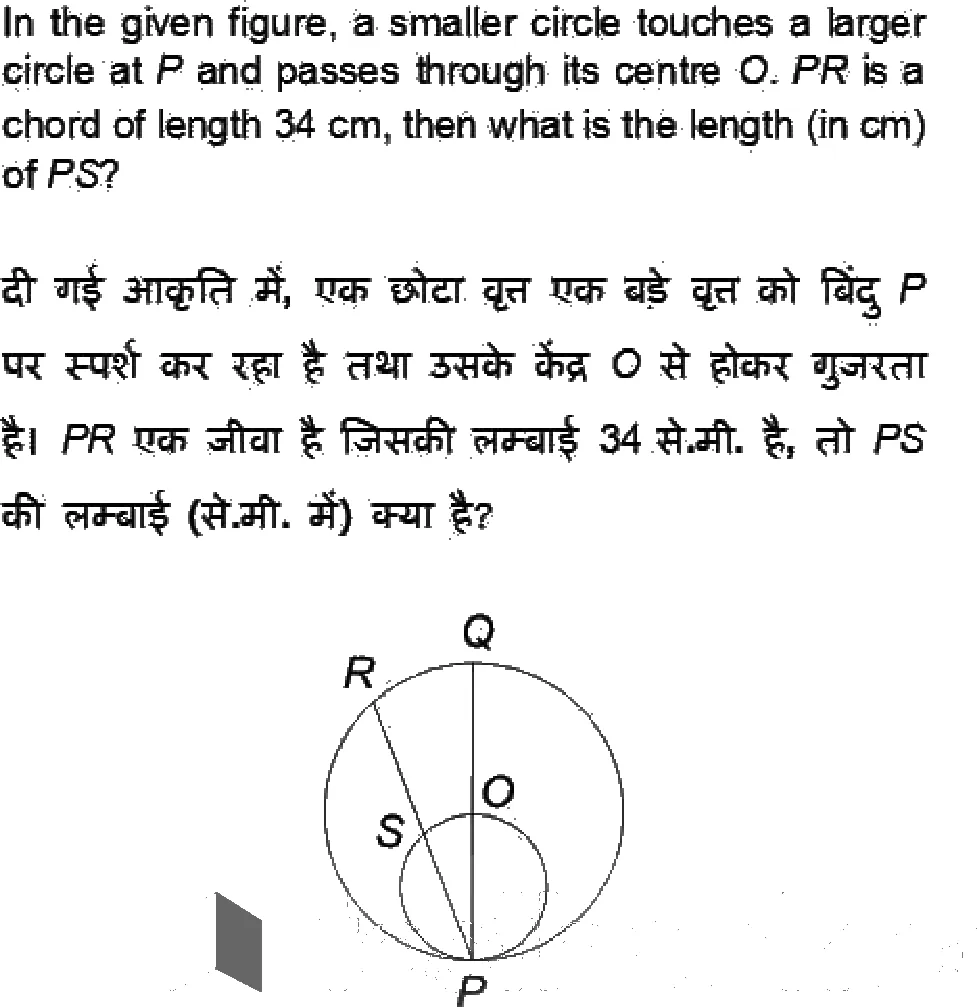 In the given figure, a smaller circle touches a larger
circle at P and passes through its centre O. PR is a
chord of length 34 cm, then what is the length (in cm)
of PS?
दी गई आकृति में, एक छोटा वृत्त एक बड़े वृत्त को बिंदु P
पर स्पर्श कर रहा है तथा उसके केंद्र O से होकर गुजरता
है। PR एक जीवा है जिसकी लम्बाई 34 से.मी. है, तो PS
की लम्बाई (से.मी. में) क्या है?
Q
R
O
S
P